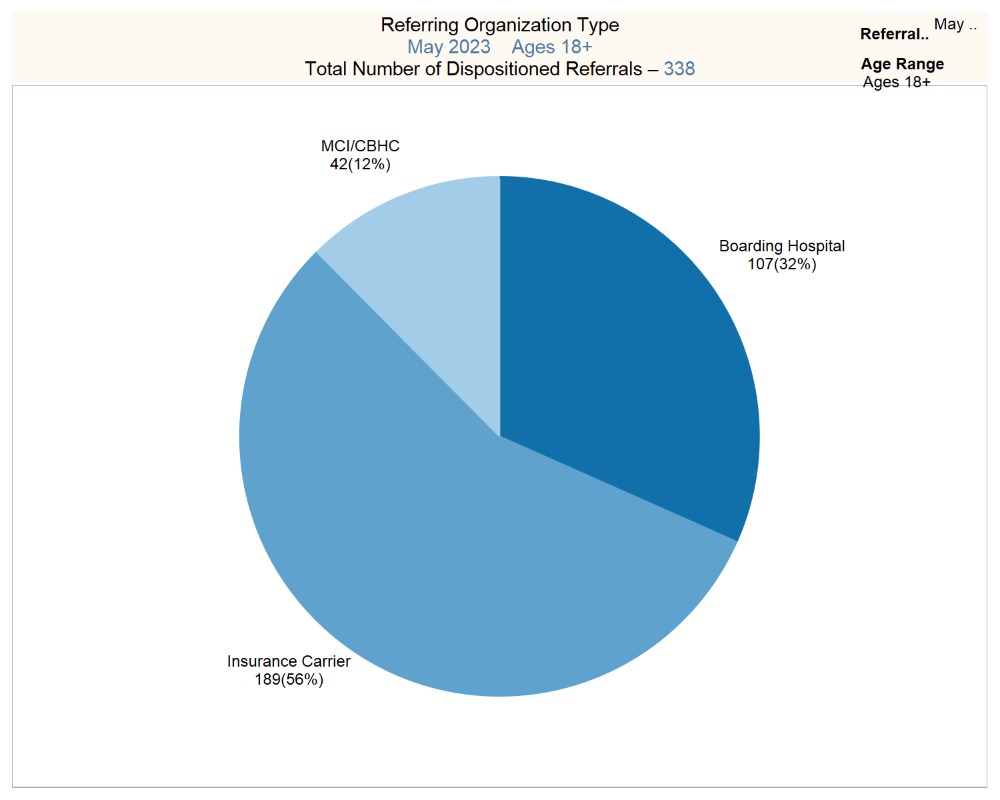 Referring Organization Type
May 2023 Ages 18+
Total Number of Dispositioned Referrals – 338
Referral.. May ..
Age Range
Ages 18+
MCI/CBHC
42(12%)
Boarding Hospital
107(32%)
Insurance Carrier
189(56%)